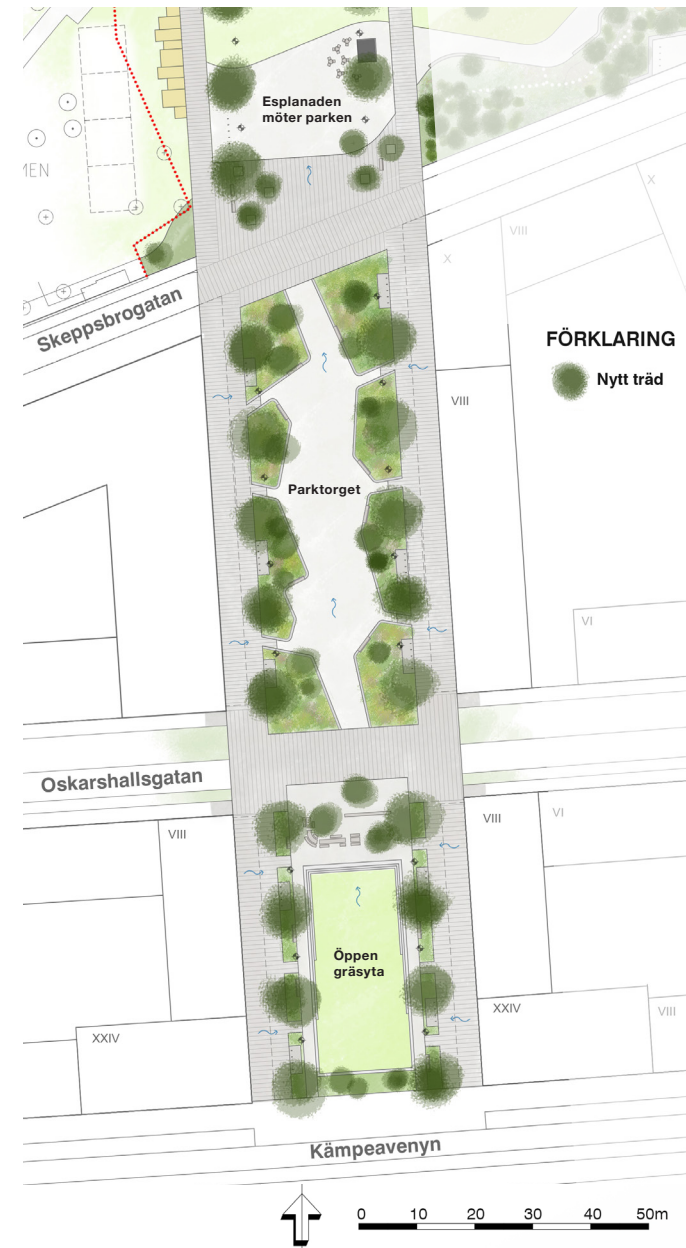 Esplanaden
möter parken
MEN
X
VIII
X
Skeppsbrogatan
FÖRKLARING
Nytt träd
VIII
Parktorget
VI
Oskarshallsgatan
VIII
VIII
VI
Öppen
gräsyta
XXIV
XXIV
VIII
Kämpeavenyn
0 10 20 30 40 50m